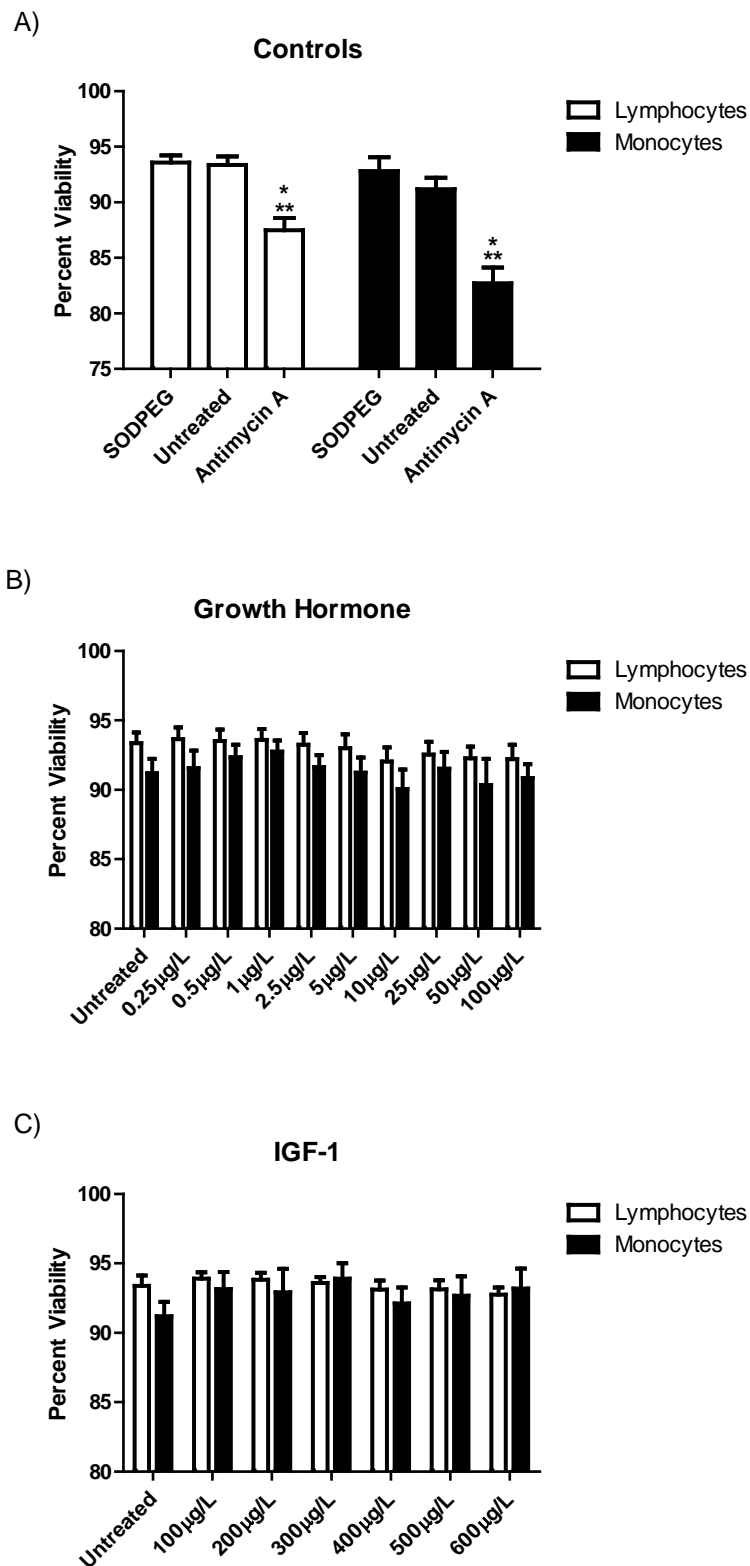 A)
Controls
100
95
90
85
80
75
Percent Viability
*
**
*
**
Lymphocytes
Monocytes
SODPEG
Untreated
Antimycin A
SODPEG
Untreated
Antimycin A
B)
Growth Hormone
100
95
90
85
80
Percent Viability
Lymphocytes
Monocytes
Untreated
0.25µg/L
0.5µg/L
1µg/L
2.5µg/L
5µg/L
10µg/L
25µg/L
50µg/L
100µg/L
C)
IGF-1
100
95
90
85
80
Percent Viability
Lymphocytes
Monocytes
Untreated
100µg/L
200µg/L
300µg/L
400µg/L
500µg/L
600µg/L